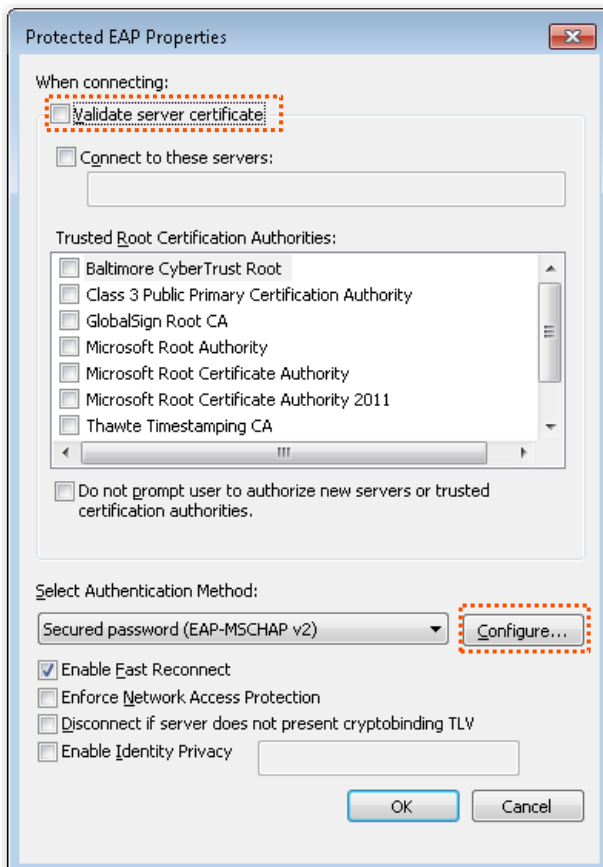 Protected EAP Properties
When connecting:
Validate server certificate
Connect to these servers:
Trusted Root Certification Authorities:
Baltimore CyberTrust Root
Class 3 Public Primary Certification Authority
GlobalSign Root CA
Microsoft Root Authority
Microsoft Root Certificate Authority
Microsoft Root Certificate Authority 2011
Thawte Timestamping CA
Do not prompt user to authorize new servers or trusted
certification authorities.
Select Authentication Method:
Secured password (EAP-MSCHAP v2)
Configure...
Enable Fast Reconnect
Enforce Network Access Protection
Disconnect if server does not present cryptobinding TLV
Enable Identity Privacy
OK Cancel